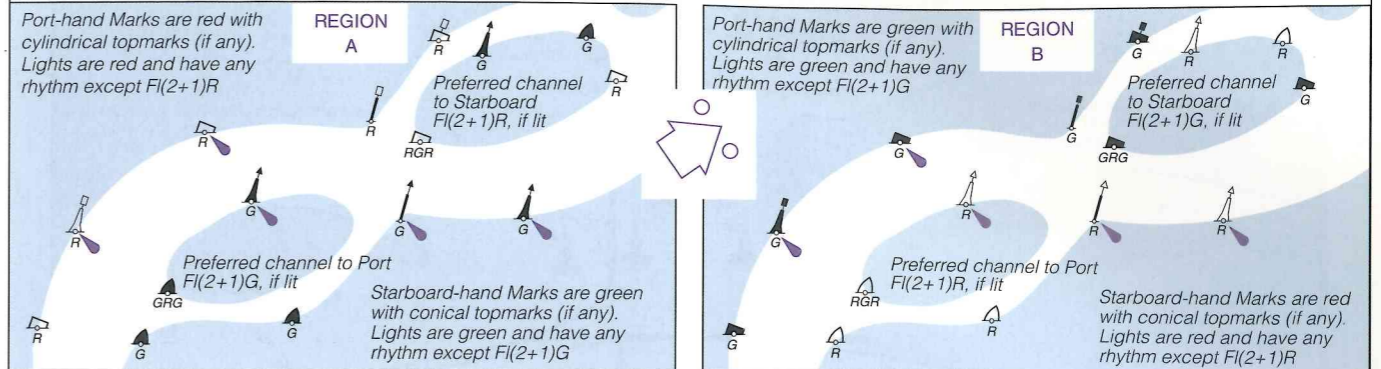 Port-hand Marks are red with
cylindrical topmarks (if any).
Lights are red and have any
rhythm except Fl(2+1)R
REGION
A
R
G
G
R
Preferred channel
to Starboard
Fl(2+1)R, if lit
R
R
RGR
G
R
G
G
Preferred channel to Port
Fl(2+1)G, if lit
GRG
R
G
G
Starboard-hand Marks are green
with conical topmarks (if any).
Lights are green and have any
rhythm except Fl(2+1)G
Port-hand Marks are green with
cylindrical topmarks (if any).
Lights are green and have any
rhythm except Fl(2+1)G
REGION
B
G
R
R
G
Preferred channel
to Starboard
Fl(2+1)G, if lit
G
G
GRG
R
G
R
R
Preferred channel to Port
Fl(2+1)R, if lit
RGR
G
R
R
Starboard-hand Marks are red
with conical topmarks (if any).
Lights are red and have any
rhythm except Fl(2+1)R